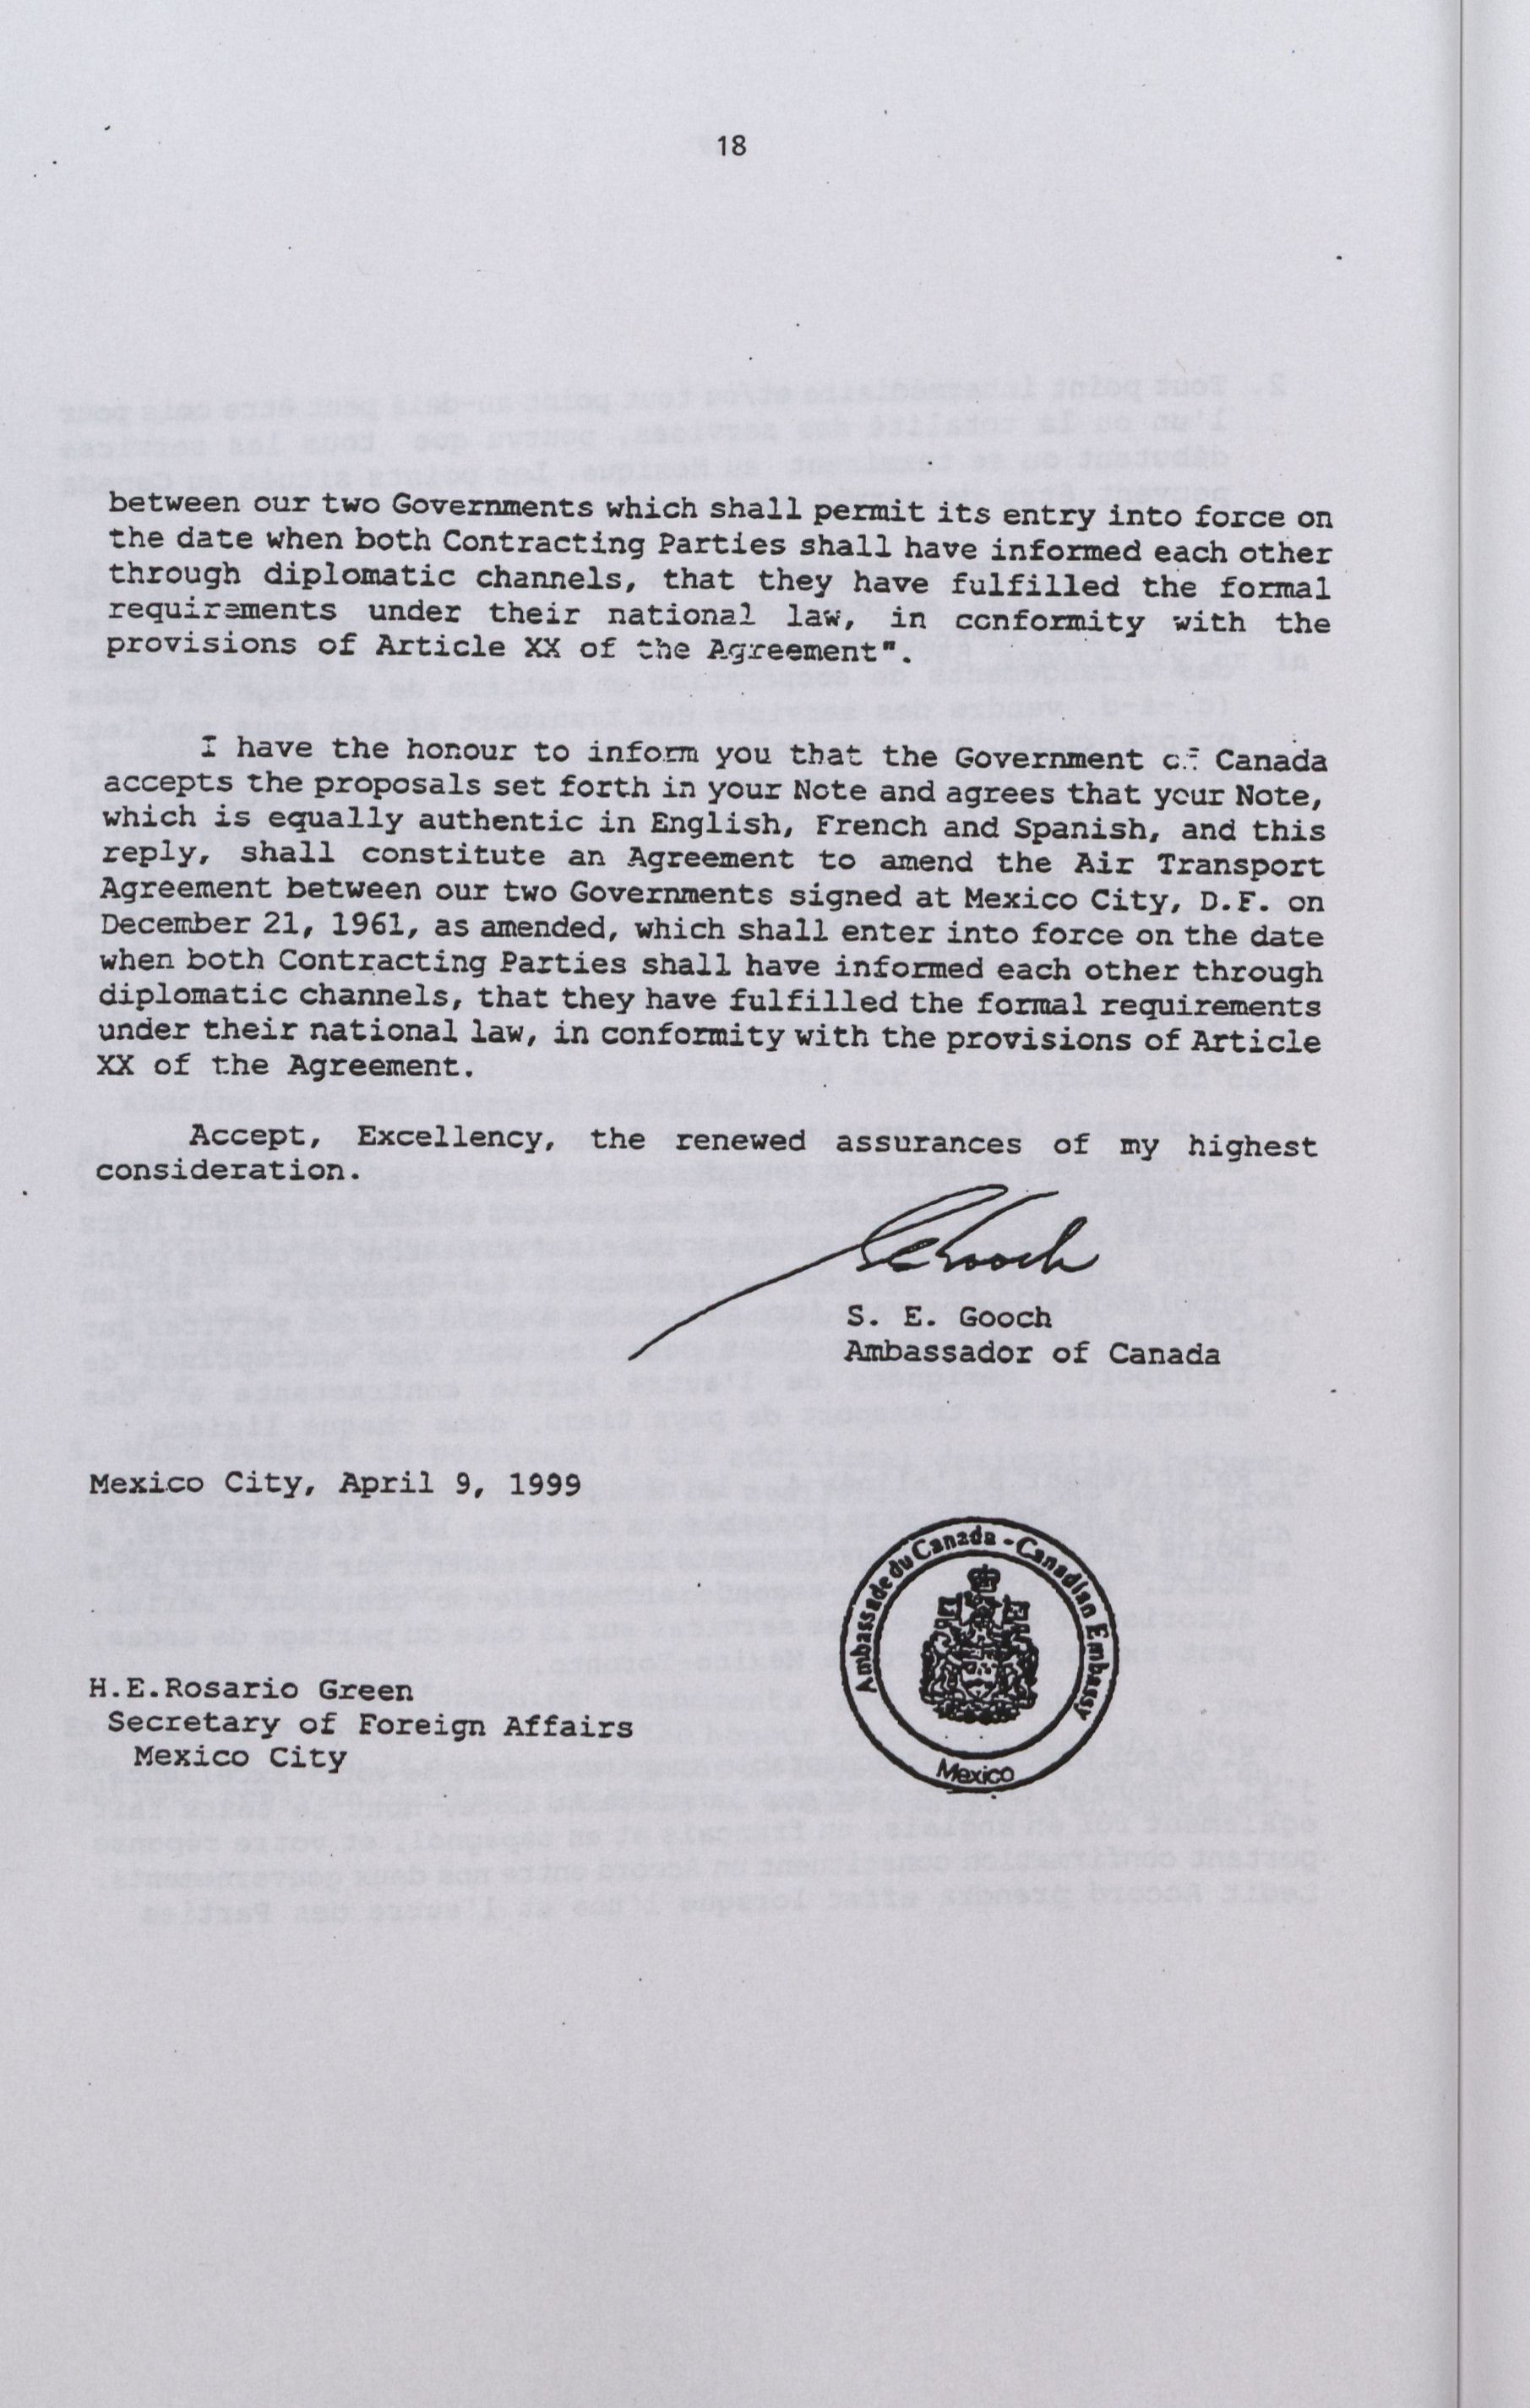 18
between our two Governments which shall permit its entry into force on
the date when both Contracting Parties shall have informed each other
through diplomatic channels, that they have fulfilled the formal
requirements under their national law, in conformity with the
provisions of Article XX of the Agreement".
I have the honour to inform you that the Government of Canada
accepts the proposals set forth in your Note and agrees that your Note,
which is equally authentic in English, French and Spanish, and this
reply, shall constitute an Agreement to amend the Air Transport
Agreement between our two Governments signed at Mexico City, D.F. on
December 21, 1961, as amended, which shall enter into force on the date
when both Contracting Parties shall have informed each other through
diplomatic channels, that they have fulfilled the formal requirements
under their national law, in conformity with the provisions of Article
XX of the Agreement.
Accept, Excellency, the renewed assurances of my highest
consideration.
S. E. Gooch
Ambassador of Canada
Mexico City, April 9, 1999
Ambassade du Canada - Canadian Embassy
Mexico
H.E.Rosario Green
Secretary of Foreign Affairs
Mexico City